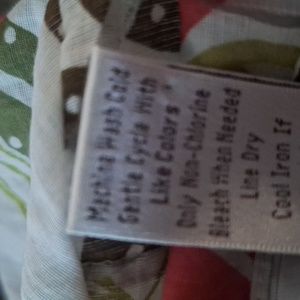 Machine Wash Cold
Gentle Cycle With
Like Colors
Only Non-Chlorine
Bleach When Needed
Line Dry
Cool Iron If